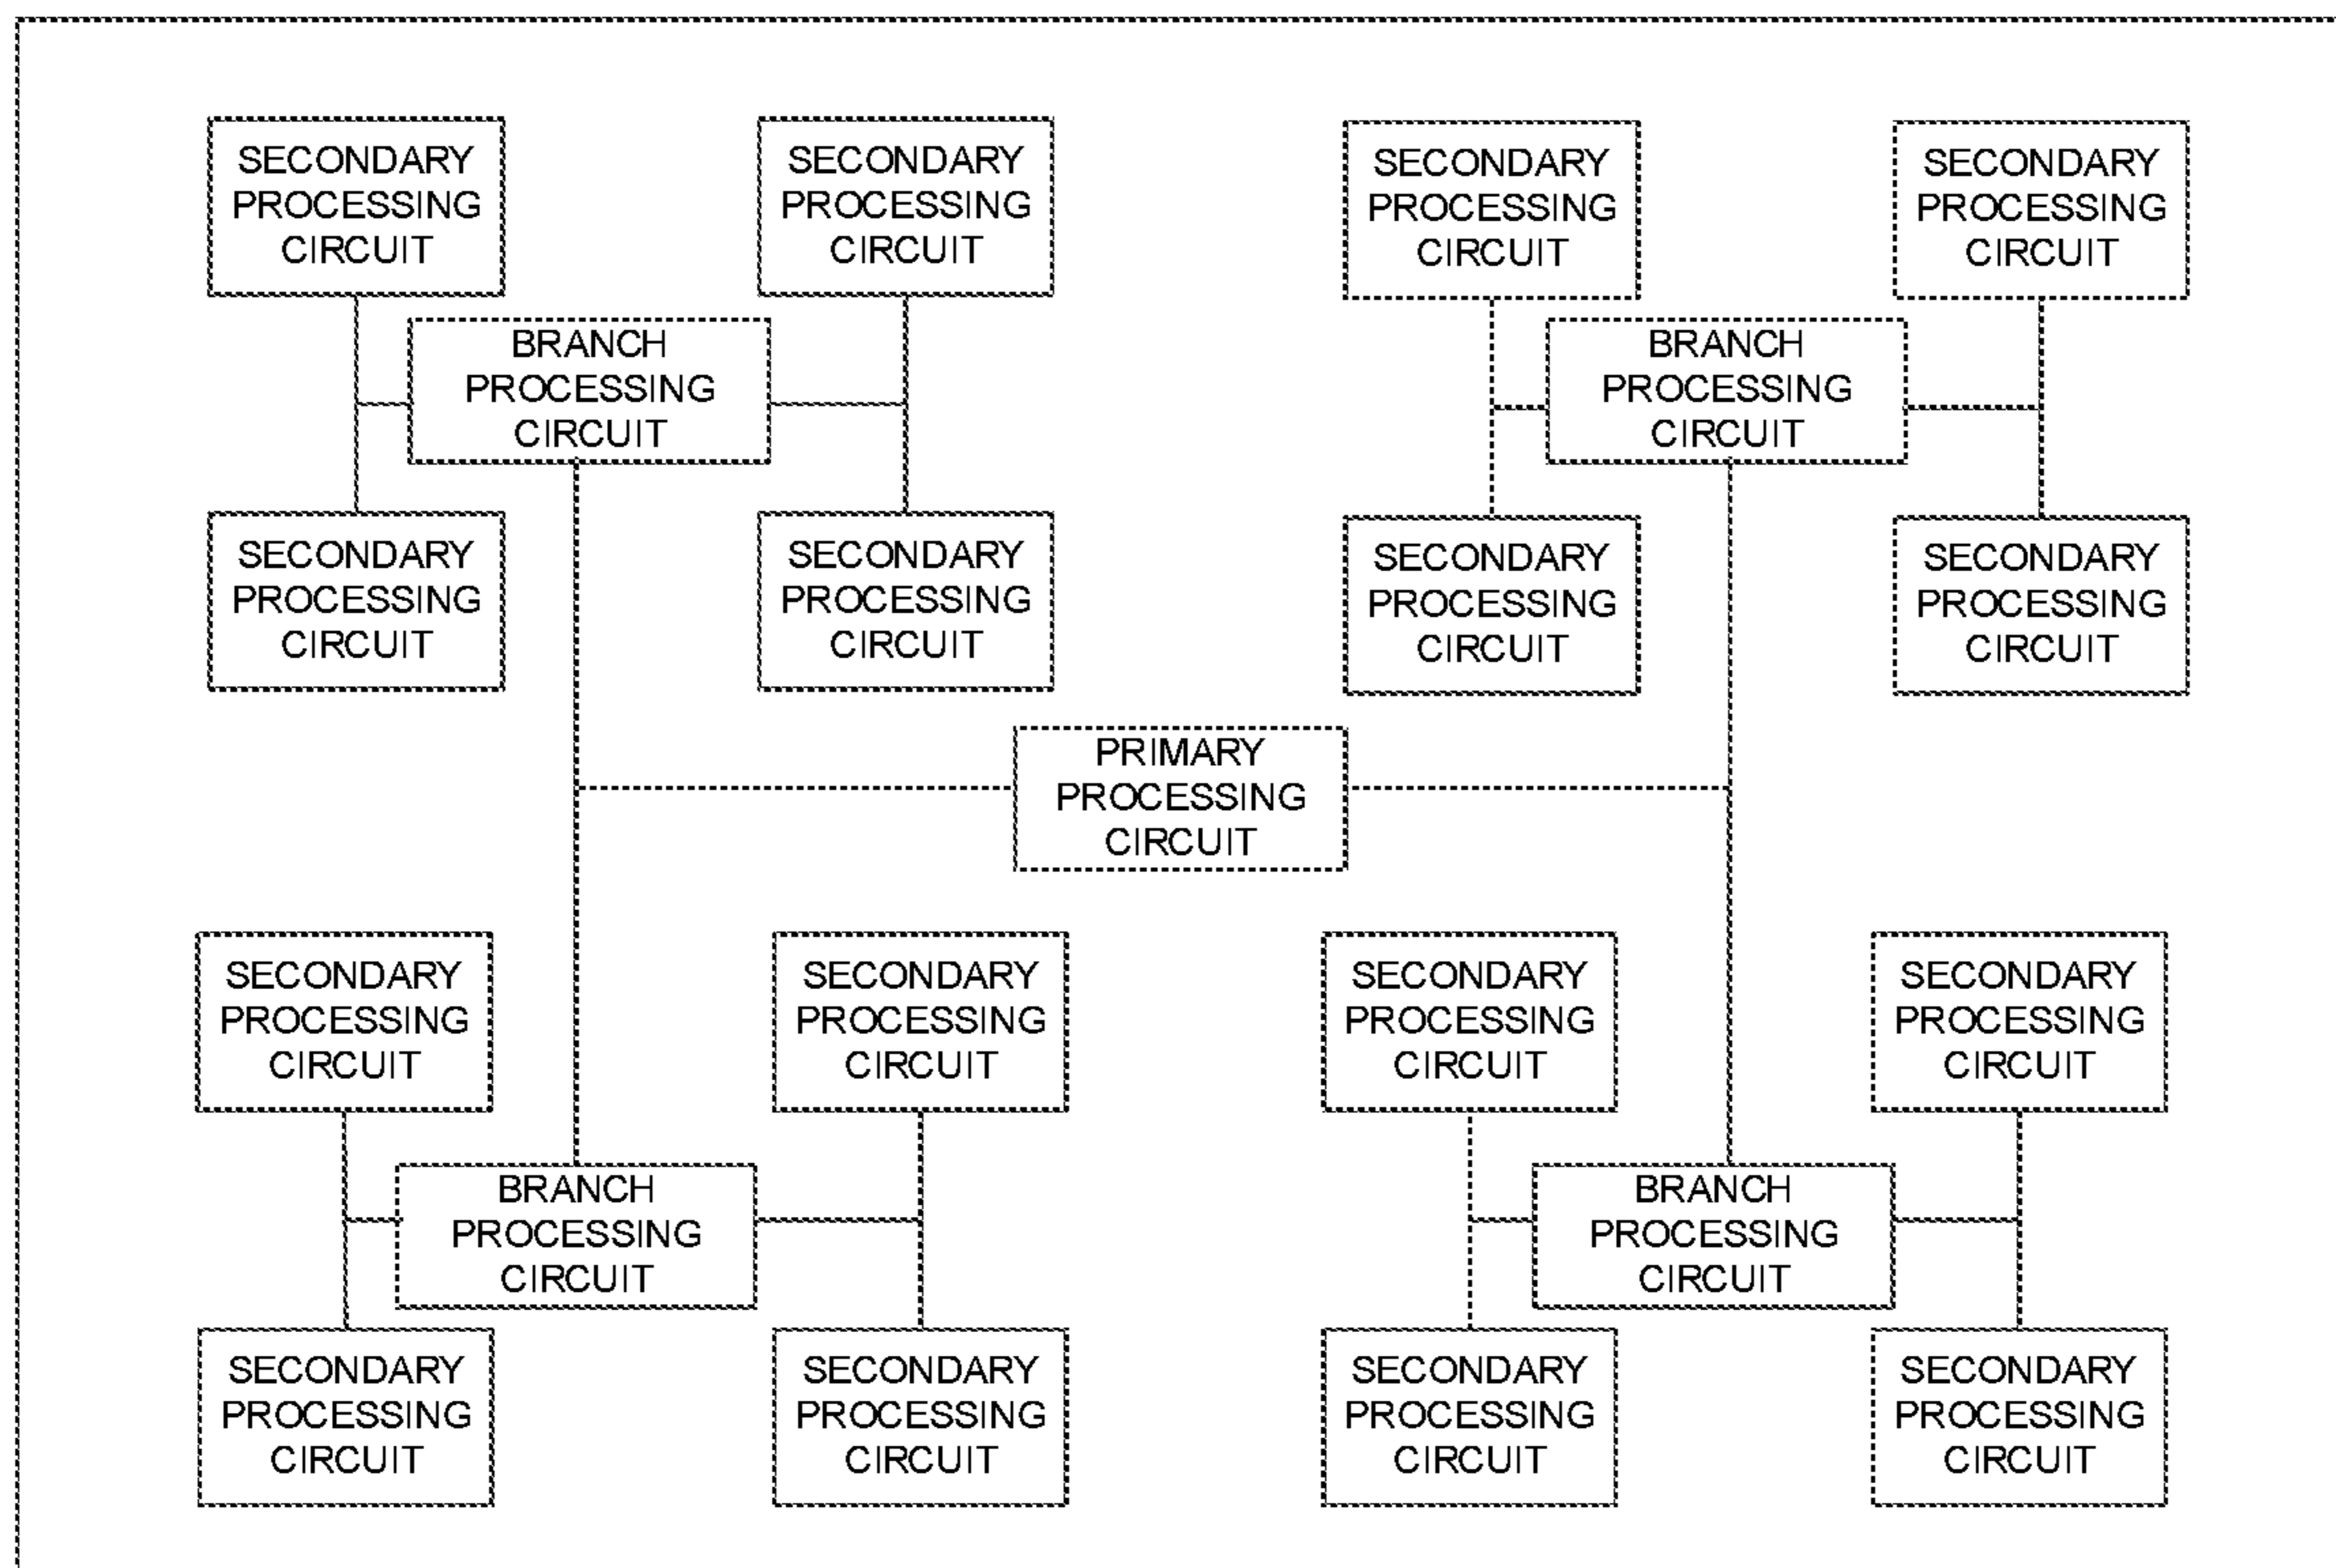 SECONDARY
PROCESSING
CIRCUIT
SECONDARY
PROCESSING
CIRCUIT
SECONDARY
PROCESSING
CIRCUIT
SECONDARY
PROCESSING
CIRCUIT
BRANCH
PROCESSING
CIRCUIT
BRANCH
PROCESSING
CIRCUIT
SECONDARY
PROCESSING
CIRCUIT
SECONDARY
PROCESSING
CIRCUIT
SECONDARY
PROCESSING
CIRCUIT
SECONDARY
PROCESSING
CIRCUIT
PRIMARY
PROCESSING
CIRCUIT
SECONDARY
PROCESSING
CIRCUIT
SECONDARY
PROCESSING
CIRCUIT
SECONDARY
PROCESSING
CIRCUIT
SECONDARY
PROCESSING
CIRCUIT
BRANCH
PROCESSING
CIRCUIT
BRANCH
PROCESSING
CIRCUIT
SECONDARY
PROCESSING
CIRCUIT
SECONDARY
PROCESSING
CIRCUIT
SECONDARY
PROCESSING
CIRCUIT
SECONDARY
PROCESSING
CIRCUIT